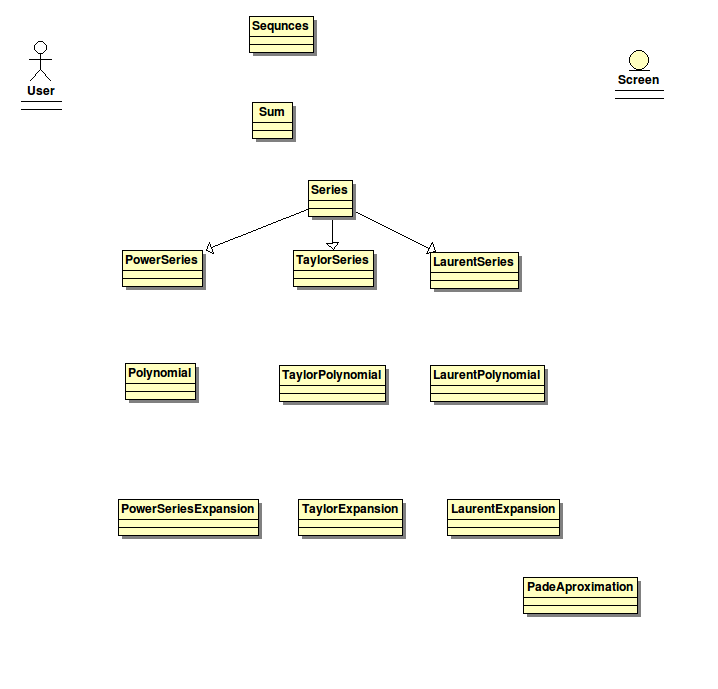 Sequnces
User
Screen
Sum
Series
PowerSeries
TaylorSeries
LaurentSeries
Polynomial
TaylorPolynomial
LaurentPolynomial
PowerSeriesExpansion
TaylorExpansion
LaurentExpansion
PadeAproximation